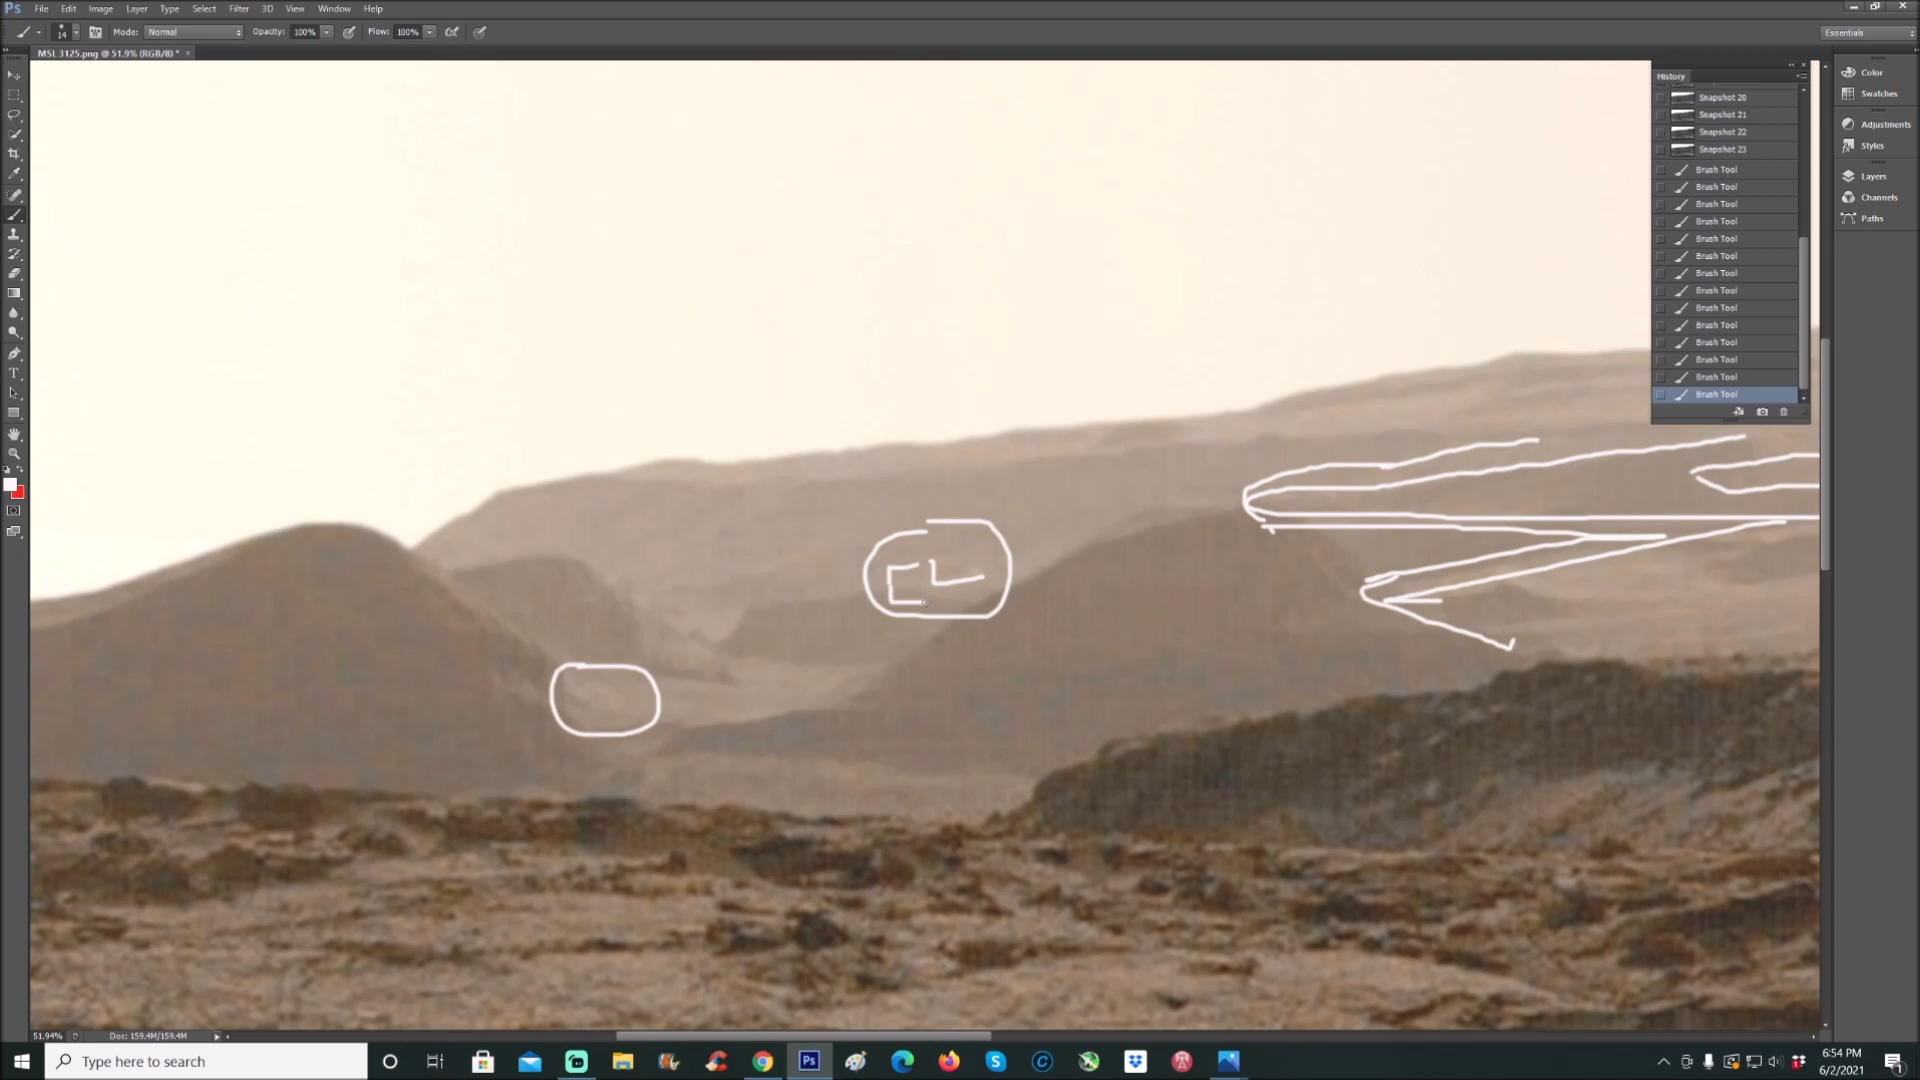 Ps File Edit Image Layer Type Select Filter 3D View Window Help
14 Mode: Normal Opacity: 100% Flow: 100% Essentials
MSL 3125.png @ 51.9% (RGB/8) * ×
History
Snapshot 20
Snapshot 21
Snapshot 22
Snapshot 23
Brush Tool
Brush Tool
Brush Tool
Brush Tool
Brush Tool
Brush Tool
Brush Tool
Brush Tool
Brush Tool
Brush Tool
Brush Tool
Brush Tool
Brush Tool
Brush Tool
Color
Swatches
Adjustments
Styles
Layers
Channels
Paths
51.94% Doc: 159.4M/159.4M
Type here to search
Ps
6:54 PM
6/2/2021
1